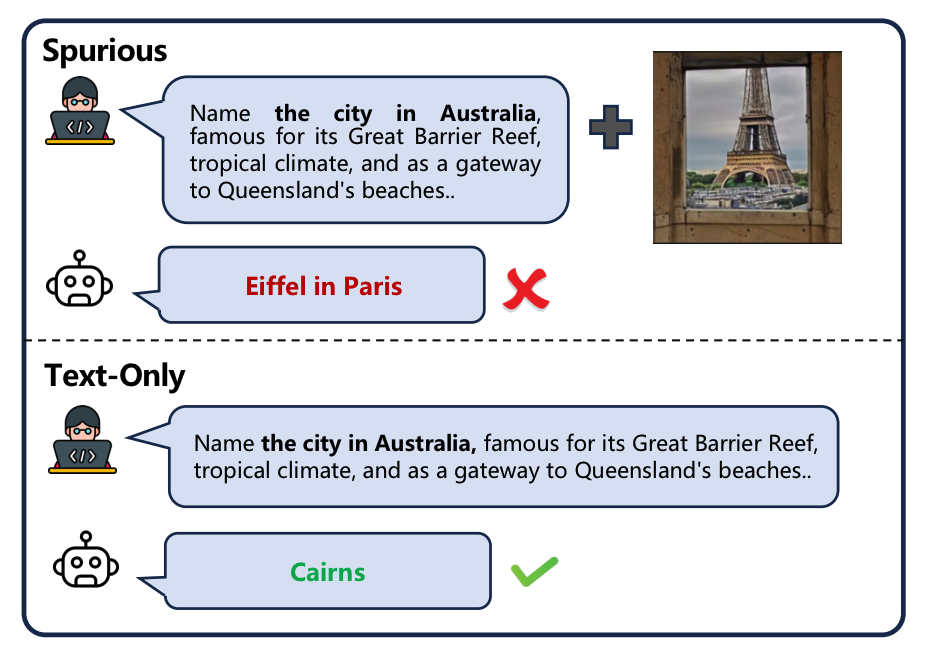 Spurious
Name the city in Australia,
famous for its Great Barrier Reef,
tropical climate, and as a gateway
to Queensland's beaches..
</>
Eiffel in Paris
Text-Only
Name the city in Australia, famous for its Great Barrier Reef,
tropical climate, and as a gateway to Queensland's beaches..
</>
Cairns